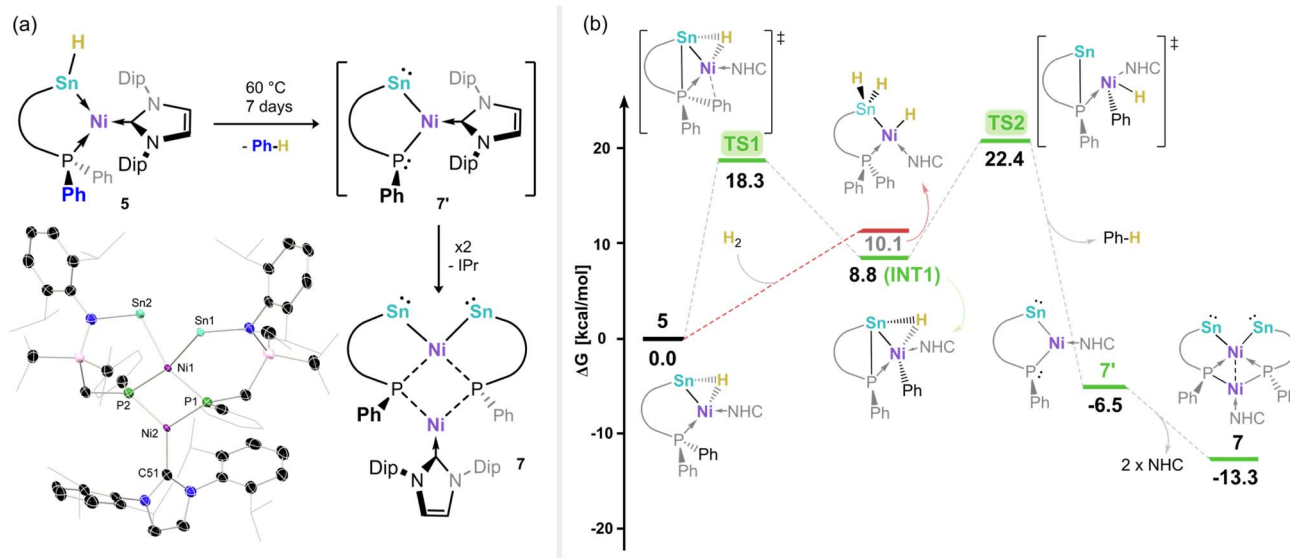 (a)
H
Sn
Dip
N
Ni
N
Dip
P
Ph
Ph
5
60 °C
7 days
- Ph-H
Sn
Dip
N
Ni
N
Dip
P
Ph
7'
x2
- IPr
Sn2
Sn1
Ni1
P2
P1
Ni2
C51
Sn
Sn
Ni
P
P
Ph
Ph
Ni
Dip
N
N
Dip
7
(b)
ΔG [kcal/mol]
20
10
0
-10
-20
Sn
H
Ni
NHC
P
Ph
Ph
‡
TS1
18.3
H
H
Sn
H
Ni
NHC
P
Ph
Ph
TS2
22.4
Sn
NHC
Ni
H
P
Ph
Ph
‡
H2
10.1
8.8 (INT1)
Ph-H
5
0.0
Sn
H
Ni
NHC
P
Ph
Ph
Sn
H
Ni
NHC
P
Ph
Ph
Sn
Ni
NHC
P
Ph
7'
-6.5
2 x NHC
Sn
Sn
Ni
P
P
Ph
Ni
Ph
NHC
7
-13.3